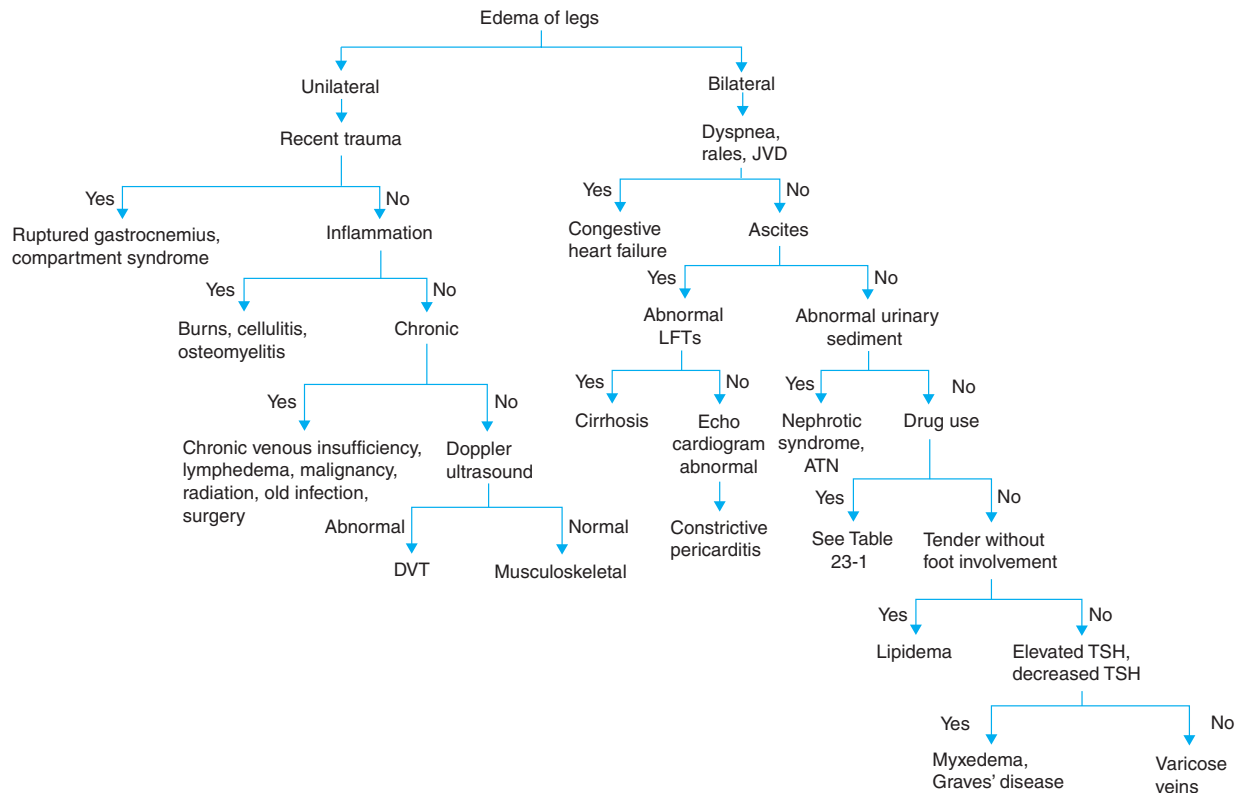 Edema of legs
Unilateral
Bilateral
Recent trauma
Dyspnea,
rales, JVD
Yes
No
Yes
No
Ruptured gastrocnemius,
compartment syndrome
Inflammation
Congestive
heart failure
Ascites
Yes
No
Yes
No
Burns, cellulitis,
osteomyelitis
Chronic
Abnormal
LFTs
Abnormal urinary
sediment
Yes
No
Yes
No
Yes
No
Chronic venous insufficiency,
lymphedema, malignancy,
radiation, old infection,
surgery
Doppler
ultrasound
Cirrhosis
Echo
cardiogram
abnormal
Nephrotic
syndrome,
ATN
Drug use
Abnormal
Normal
Yes
No
DVT
Musculoskeletal
Constrictive
pericarditis
See Table
23-1
Tender without
foot involvement
Yes
No
Lipidema
Elevated TSH,
decreased TSH
Yes
No
Myxedema,
Graves’ disease
Varicose
veins